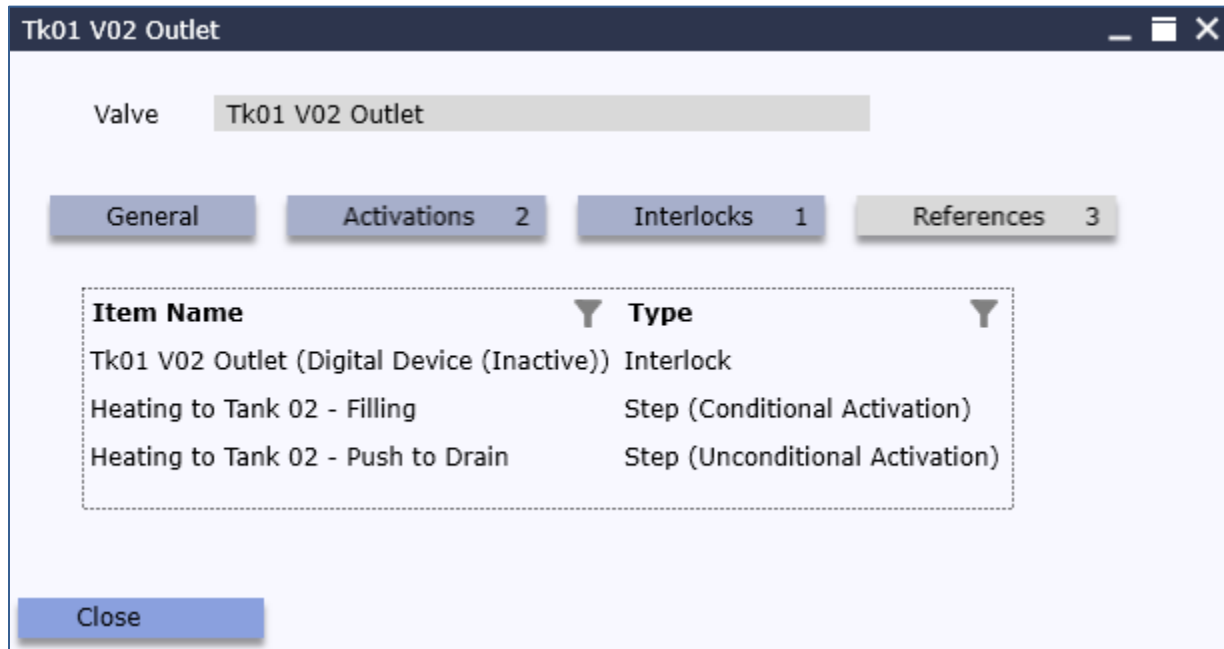 Tk01 V02 Outlet
Valve Tk01 V02 Outlet
General Activations 2 Interlocks 1 References 3
Item Name Type
Tk01 V02 Outlet (Digital Device (Inactive)) Interlock
Heating to Tank 02 - Filling Step (Conditional Activation)
Heating to Tank 02 - Push to Drain Step (Unconditional Activation)
Close